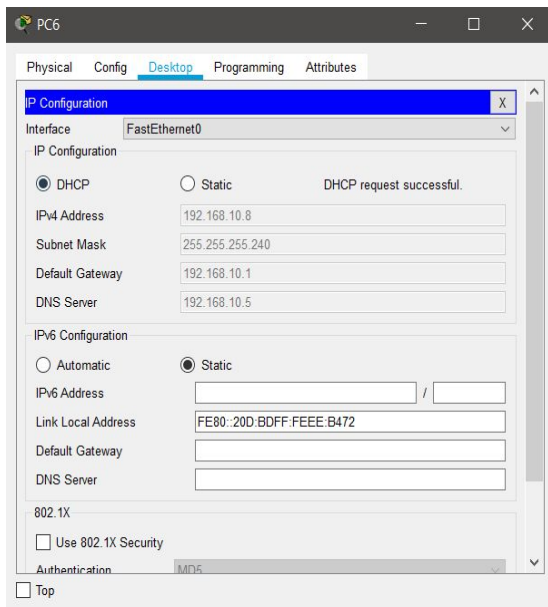 PC6
Physical Config Desktop Programming Attributes
IP Configuration X
Interface FastEthernet0
IP Configuration
DHCP Static DHCP request successful.
IPv4 Address 192.168.10.8
Subnet Mask 255.255.255.240
Default Gateway 192.168.10.1
DNS Server 192.168.10.5
IPv6 Configuration
Automatic Static
IPv6 Address /
Link Local Address FE80::20D:BDFF:FEEE:B472
Default Gateway
DNS Server
802.1X
Use 802.1X Security
Authentication MD5
Top